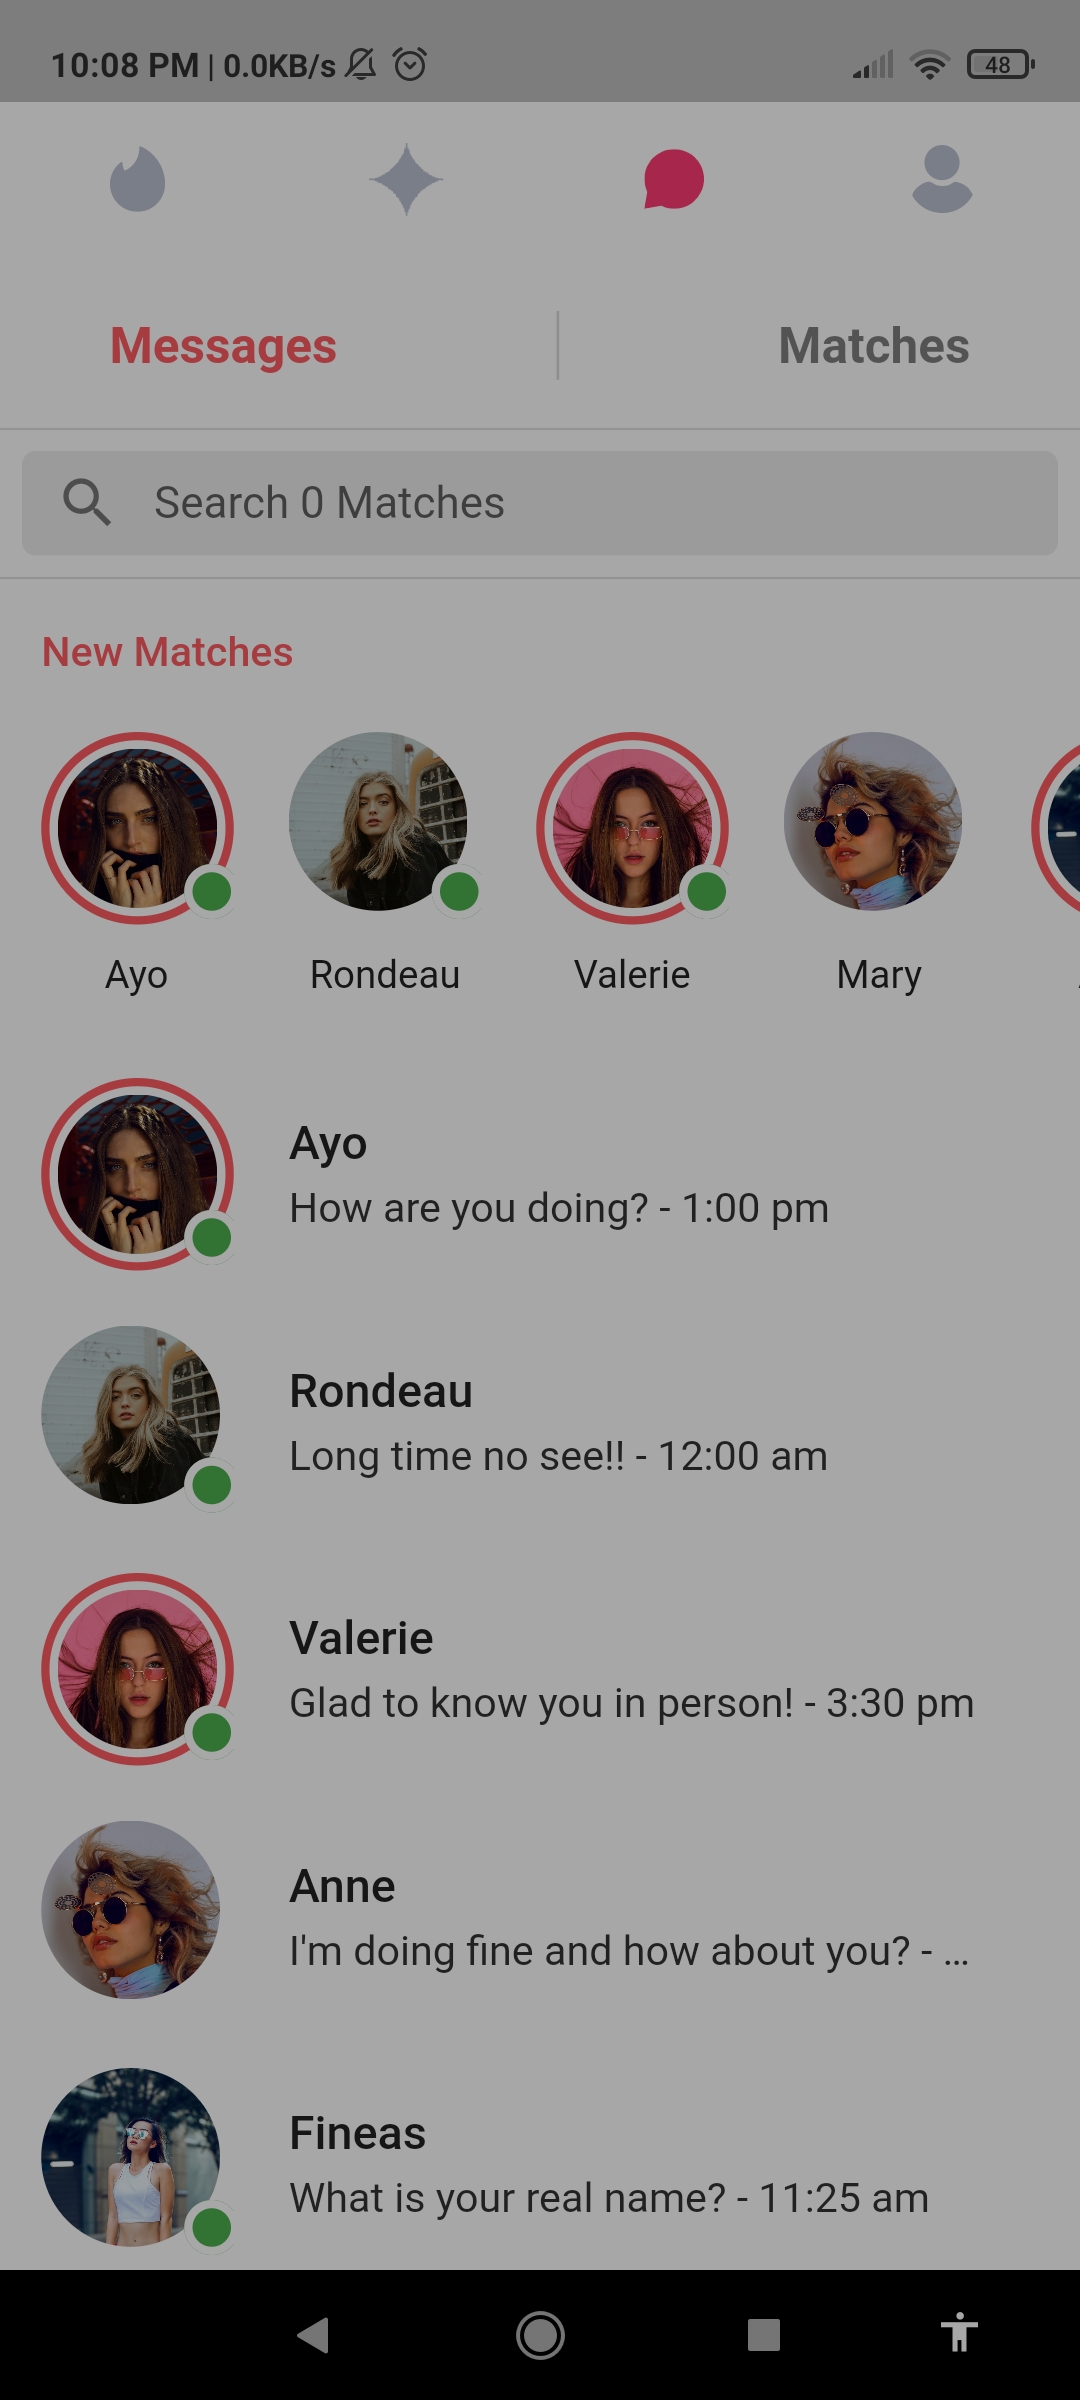 10:08 PM | 0.0KB/s
48
Messages
Matches
Search 0 Matches
New Matches
Ayo
Rondeau
Valerie
Mary
Ayo
How are you doing? - 1:00 pm
Rondeau
Long time no see!! - 12:00 am
Valerie
Glad to know you in person! - 3:30 pm
Anne
I'm doing fine and how about you? - ...
Fineas
What is your real name? - 11:25 am